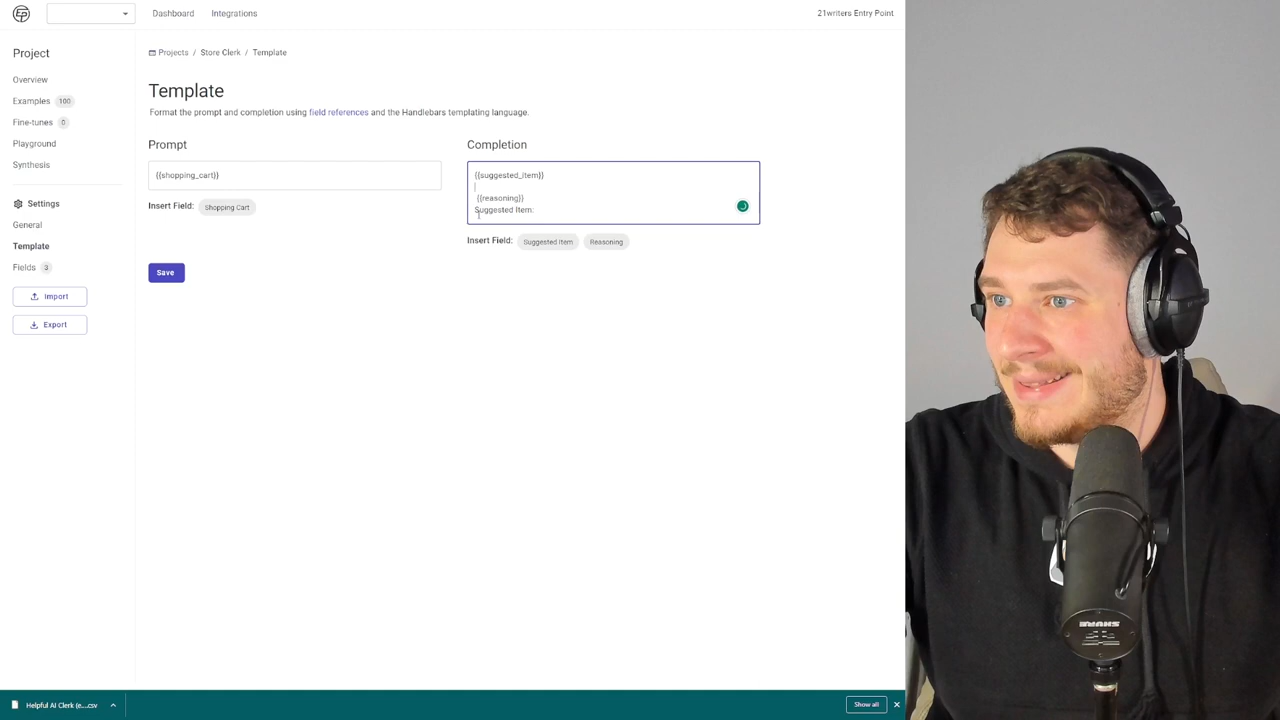 EP
Dashboard
Integrations
21writers Entry Point
Project
Overview
Examples 100
Fine-tunes 0
Playground
Synthesis
Settings
General
Template
Fields 3
Import
Export
Projects / Store Clerk / Template
Template
Format the prompt and completion using field references and the Handlebars templating language.
Prompt
{{shopping_cart}}
Insert Field: Shopping Cart
Save
Completion
{{suggested_item}}
{{reasoning}}
Suggested Item:
Insert Field: Suggested Item Reasoning
Helpful AI Clerk (e....csv
Show all
SHURE